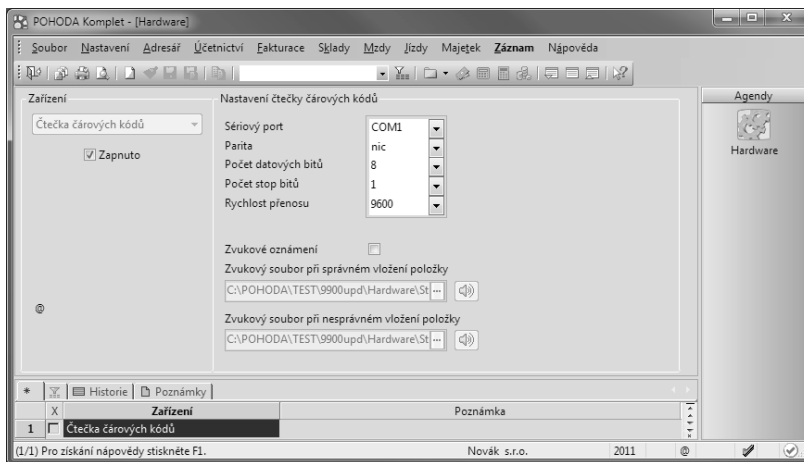 POHODA Komplet - [Hardware]
Soubor Nastavení Adresář Účetnictví Fakturace Sklady Mzdy Jízdy Majetek Záznam Nápověda
Zařízení
Čtečka čárových kódů
Zapnuto
@
Nastavení čtečky čárových kódů
Sériový port COM1
Parita nic
Počet datových bitů 8
Počet stop bitů 1
Rychlost přenosu 9600
Zvukové oznámení
Zvukový soubor při správném vložení položky
C:\POHODA\TEST\9900upd\Hardware\St ...
Zvukový soubor při nesprávném vložení položky
C:\POHODA\TEST\9900upd\Hardware\St ...
Agendy
Hardware
* Historie Poznámky
X Zařízení Poznámka
1 Čtečka čárových kódů
(1/1) Pro získání nápovědy stiskněte F1. Novák s.r.o. 2011 @